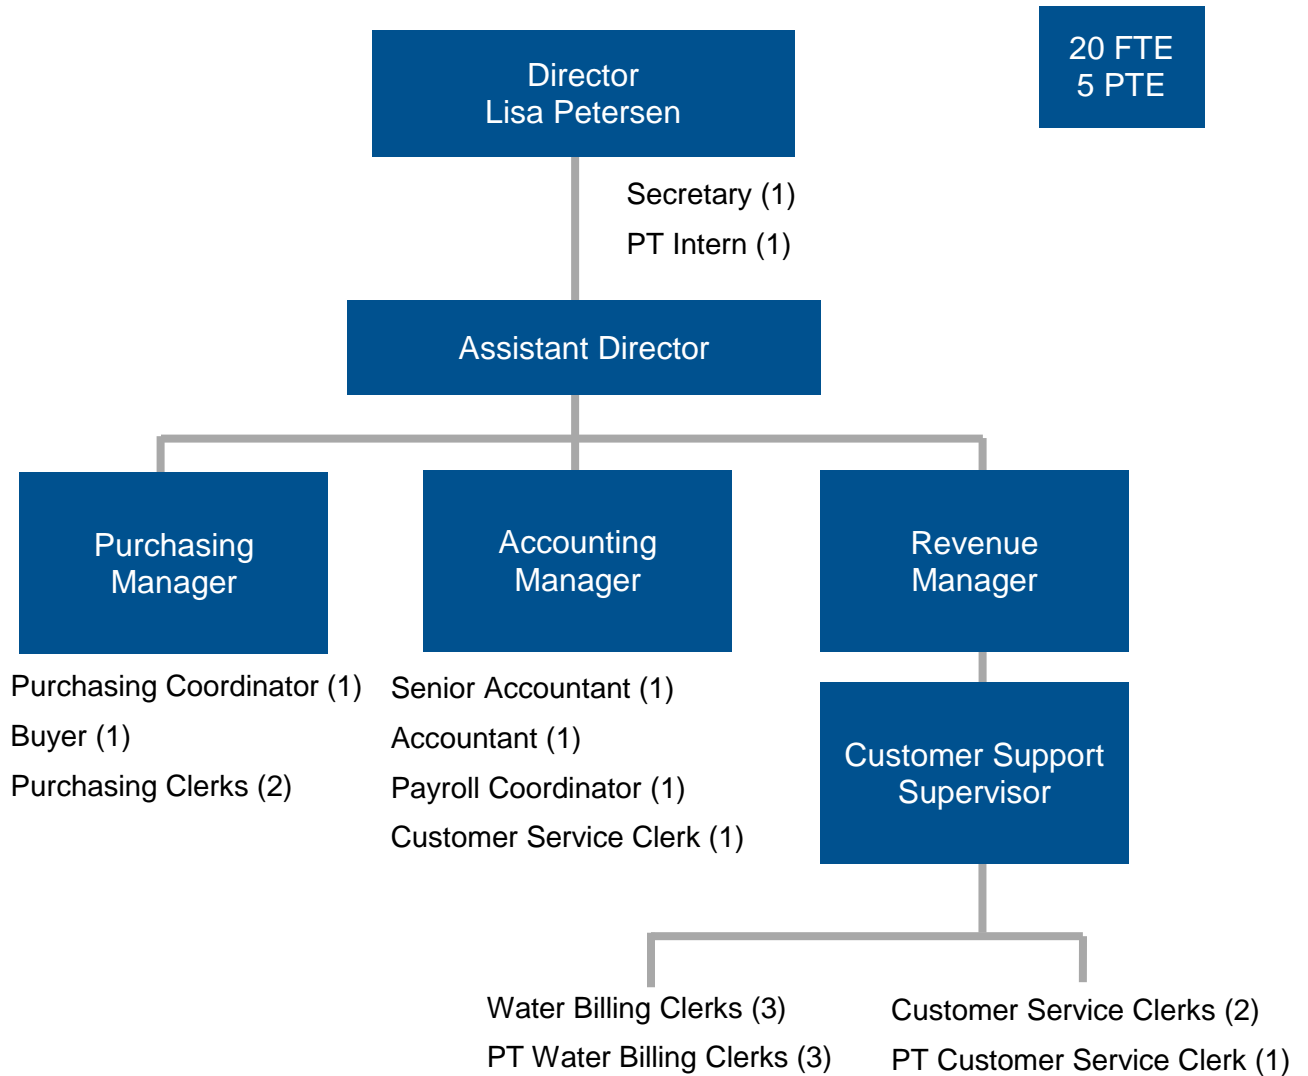 20 FTE
5 PTE
Director
Lisa Petersen
Secretary (1)
PT Intern (1)
Assistant Director
Purchasing
Manager
Accounting
Manager
Revenue
Manager
Purchasing Coordinator (1)
Buyer (1)
Purchasing Clerks (2)
Senior Accountant (1)
Accountant (1)
Payroll Coordinator (1)
Customer Service Clerk (1)
Customer Support
Supervisor
Water Billing Clerks (3)
PT Water Billing Clerks (3)
Customer Service Clerks (2)
PT Customer Service Clerk (1)